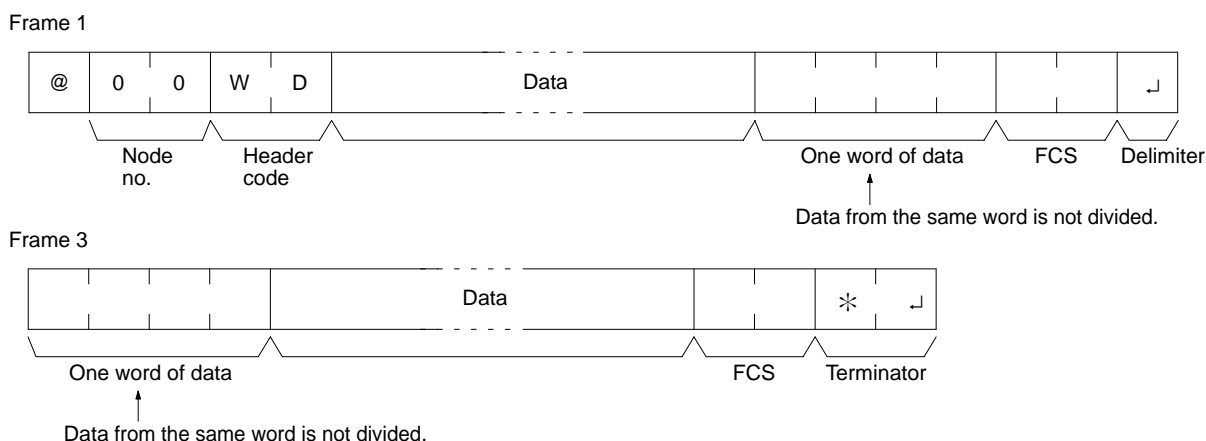 Frame 1
@ 0 0 W D Data ↵
Node no. Header code One word of data FCS Delimiter
Data from the same word is not divided.
Frame 3
Data * ↵
One word of data FCS Terminator
Data from the same word is not divided.